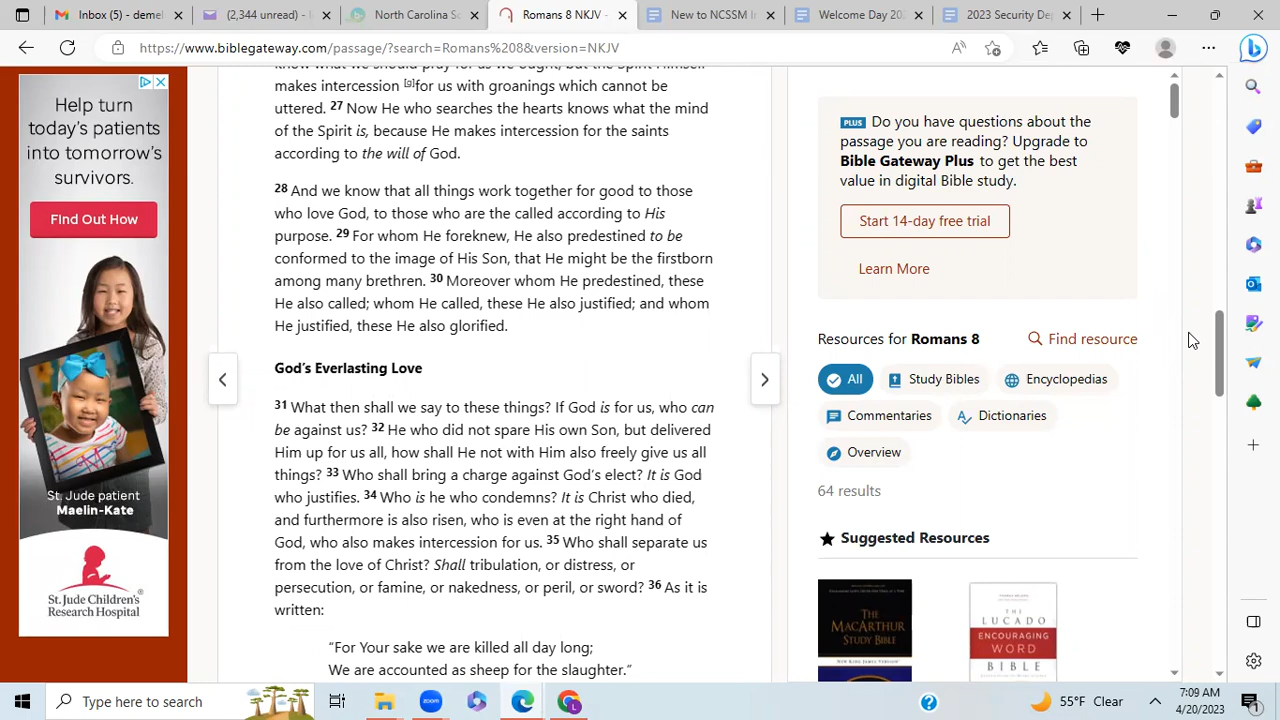 (2,344 unread) -
North Carolina
Romans 8 NKJV -
New NCSSM In
Welcome 202
2023 Security De
https://www.biblegateway.com/passage/?search=Romans%208&version=NKJV
Help turn
today's patients
into tomorrow's
survivors.
Find Out How
St. Jude patient
Maelin-Kate
St. Jude Children's
Research Hospital
know what we should pray for as we ought, but the Spirit Himself
makes intercession for us with groanings which cannot be
uttered. 27 Now He who searches the hearts knows what the mind
of the Spirit is, because He makes intercession for the saints
according to the will of God.
28 And we know that all things work together for good to those
who love God, to those who are the called according to His
purpose. 29 For whom He foreknew, He also predestined to be
conformed to the image of His Son, that He might be the firstborn
among many brethren. 30 Moreover whom He predestined, these
He also called; whom He called, these He also justified; and whom
He justified, these He also glorified.
God's Everlasting Love
31 What then shall we say to these things? If God is for us, who can
be against us? 32 He who did not spare His own Son, but delivered
Him up for us all, how shall He not with Him also freely give us all
things? 33 Who shall bring a charge against God's elect? It is God
who justifies. 34 Who is he who condemns? It is Christ who died,
and furthermore is also risen, who is even at the right hand of
God, who also makes intercession for us. 35 Who shall separate us
from the love of Christ? Shall tribulation, or distress, or
persecution, or famine, or nakedness, or peril, or sword? 36 As it is
written:
"For Your sake we are killed all day long;
We are accounted as sheep for the slaughter."
PLUS Do you have questions about the
passage you are reading? Upgrade to
Bible Gateway Plus to get the best
value in digital Bible study.
Start 14-day free trial
Learn More
Resources for Romans 8
Find resource
All
Study Bibles
Encyclopedias
Commentaries
Dictionaries
Overview
64 results
Suggested Resources
THE
MACARTHUR
STUDY BIBLE
THE
LUCADO
ENCOURAGING
WORD
BIBLE
Type here to search
zoom
55°F Clear
7:09 AM
4/20/2023